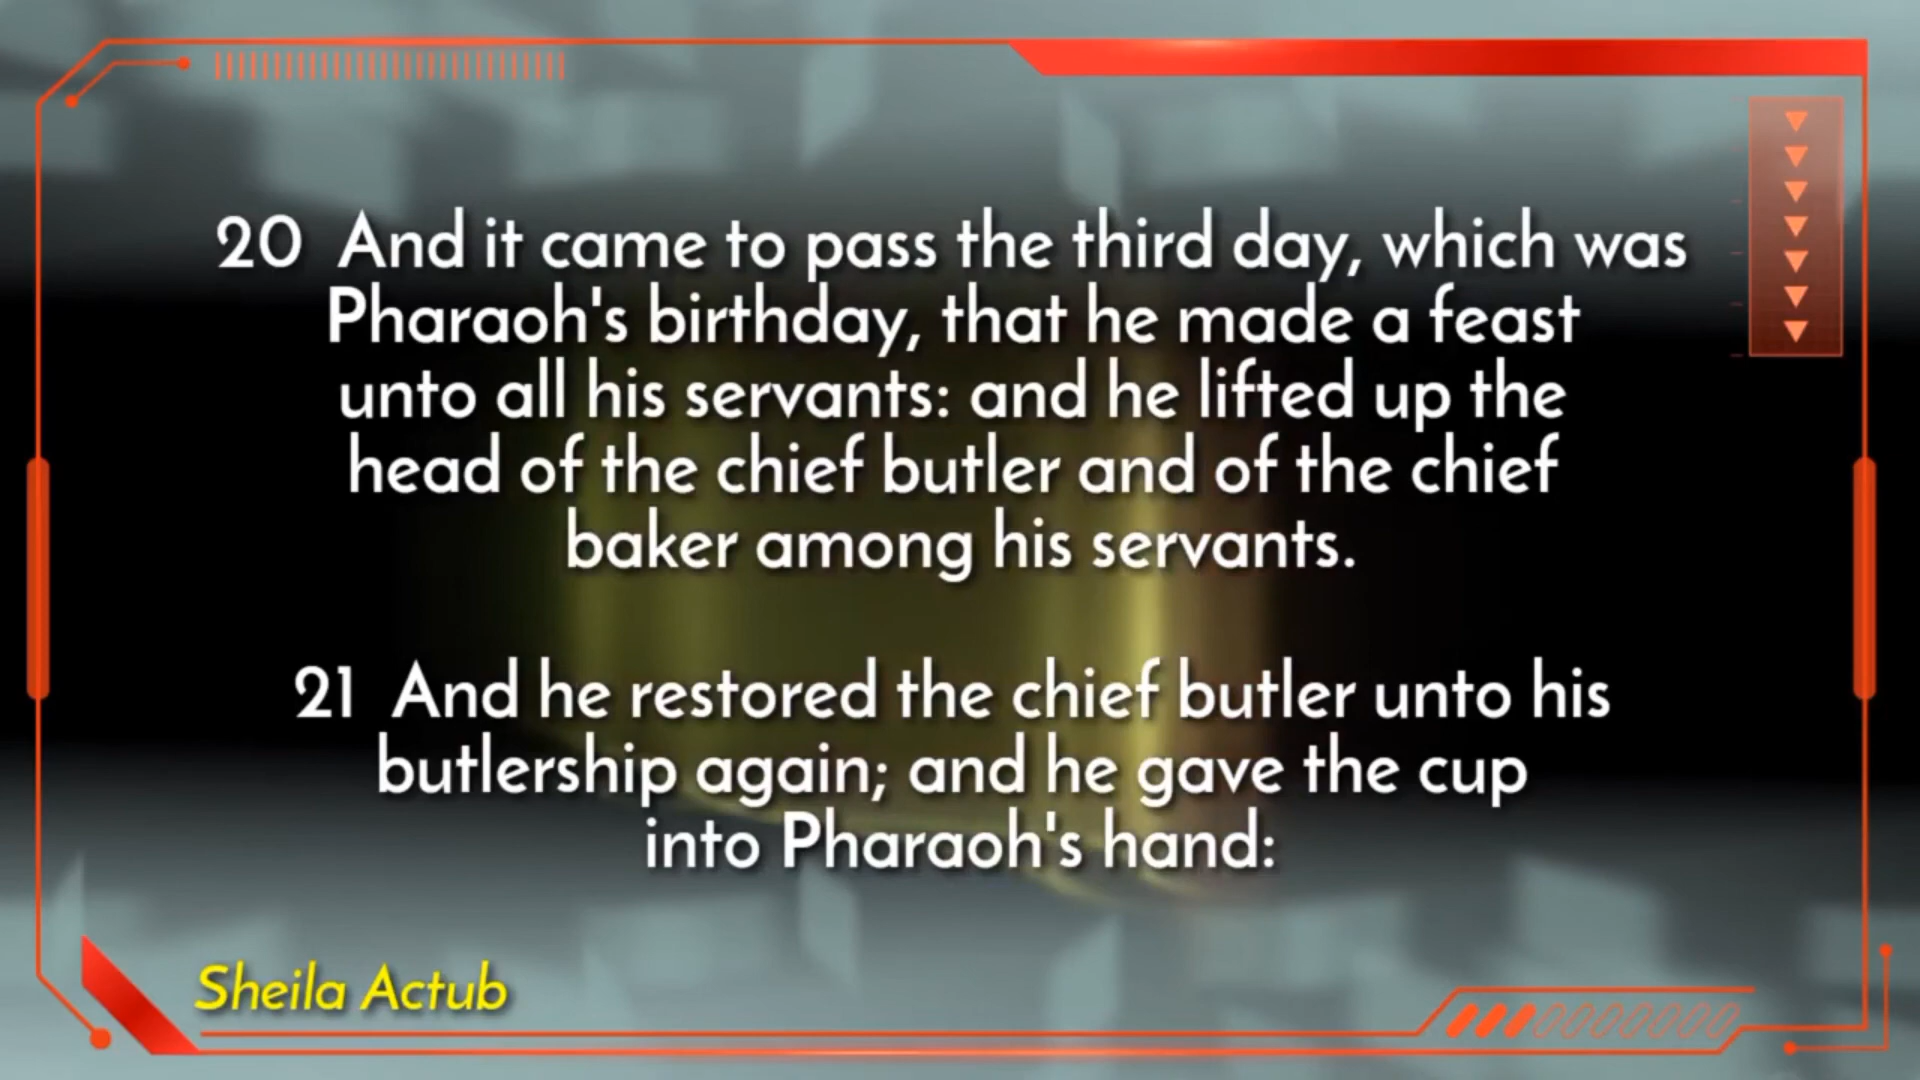 20 And it came to pass the third day, which was
Pharaoh's birthday, that he made a feast
unto all his servants: and he lifted up the
head of the chief butler and of the chief
baker among his servants.
21 And he restored the chief butler unto his
butlership again; and he gave the cup
into Pharaoh's hand:
Sheila Actub